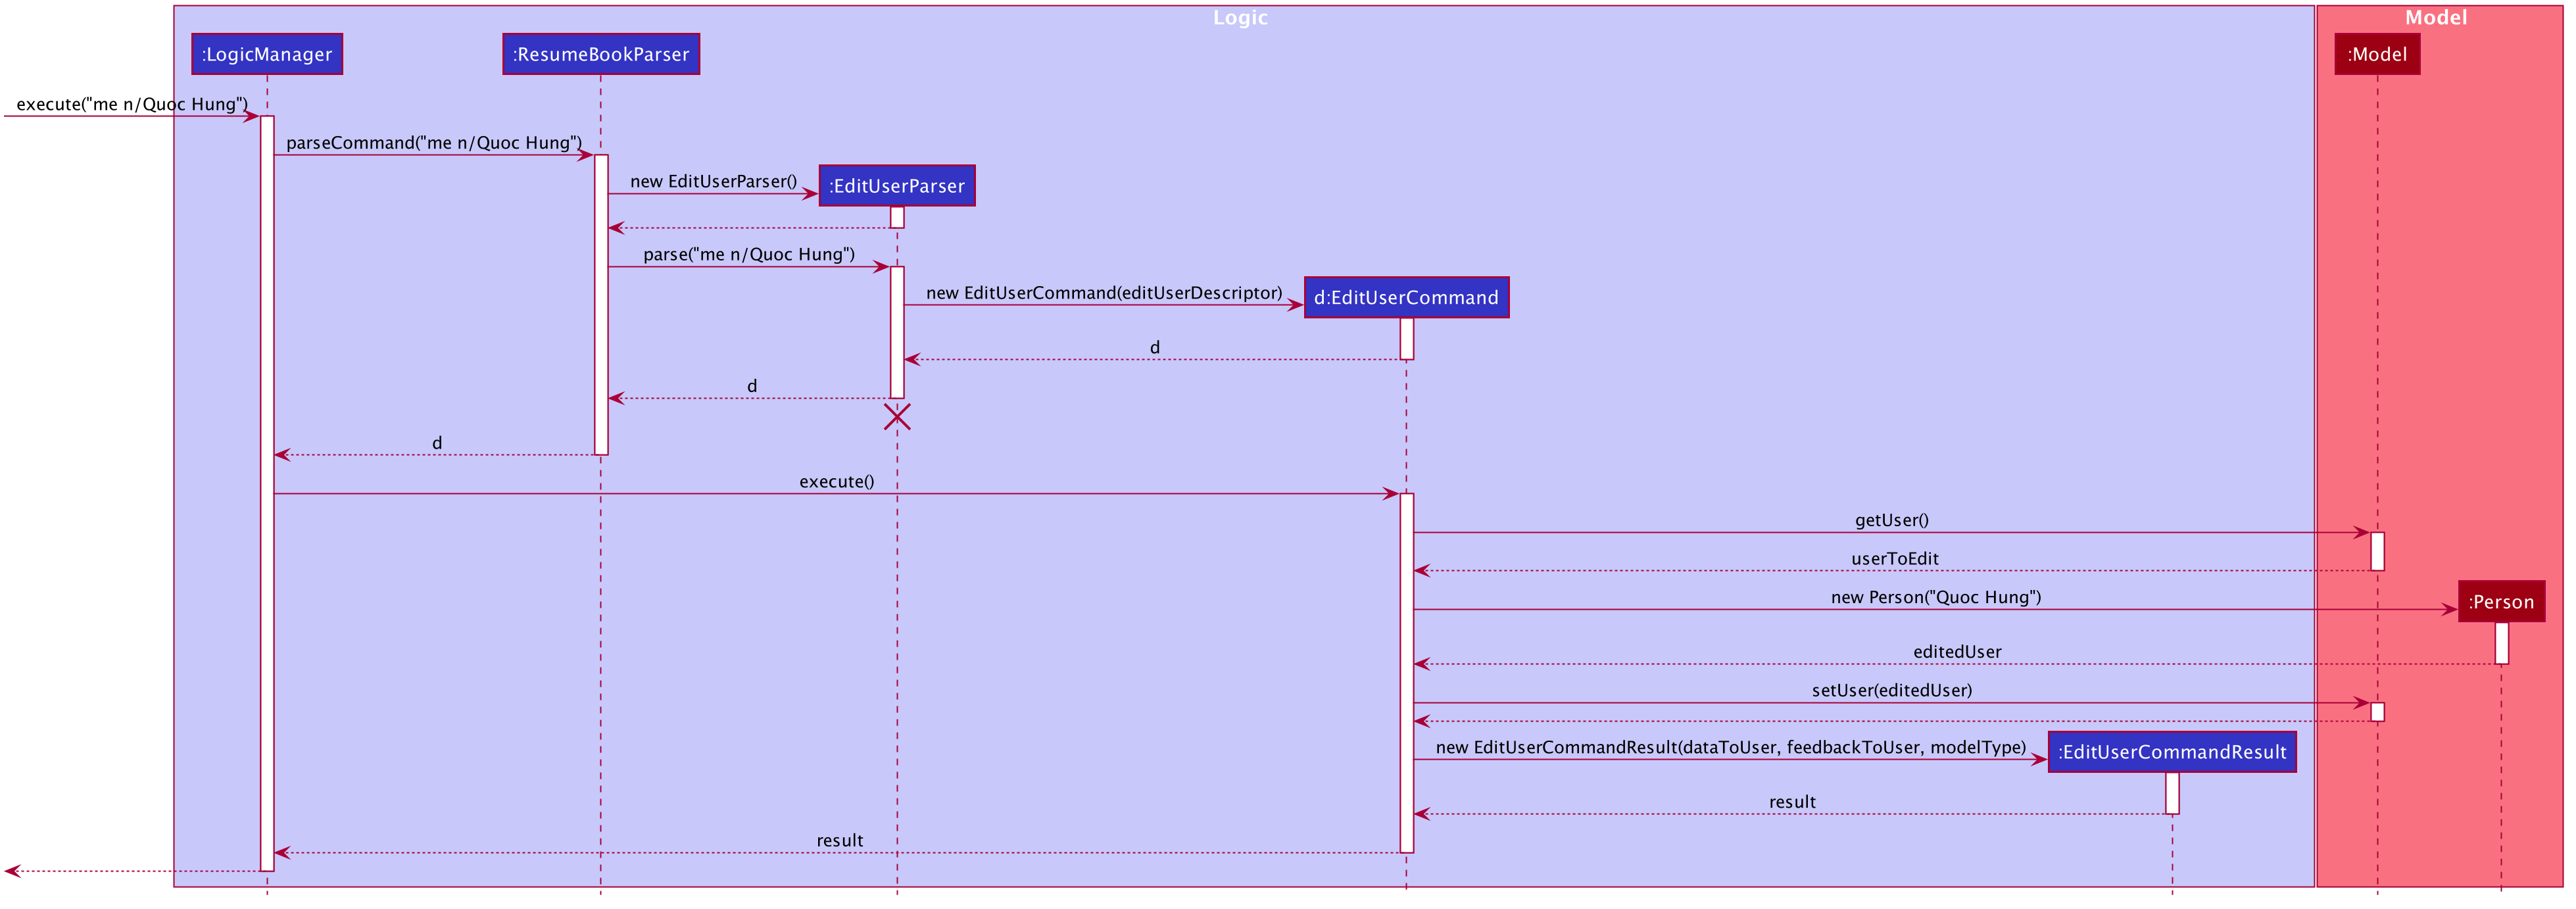 Logic
Model
:LogicManager
:ResumeBookParser
:Model
execute("me n/Quoc Hung")
parseCommand("me n/Quoc Hung")
new EditUserParser()
:EditUserParser
parse("me n/Quoc Hung")
new EditUserCommand(editUserDescriptor)
d:EditUserCommand
d
d
d
execute()
getUser()
userToEdit
new Person("Quoc Hung")
:Person
editedUser
setUser(editedUser)
new EditUserCommandResult(dataToUser, feedbackToUser, modelType)
:EditUserCommandResult
result
result